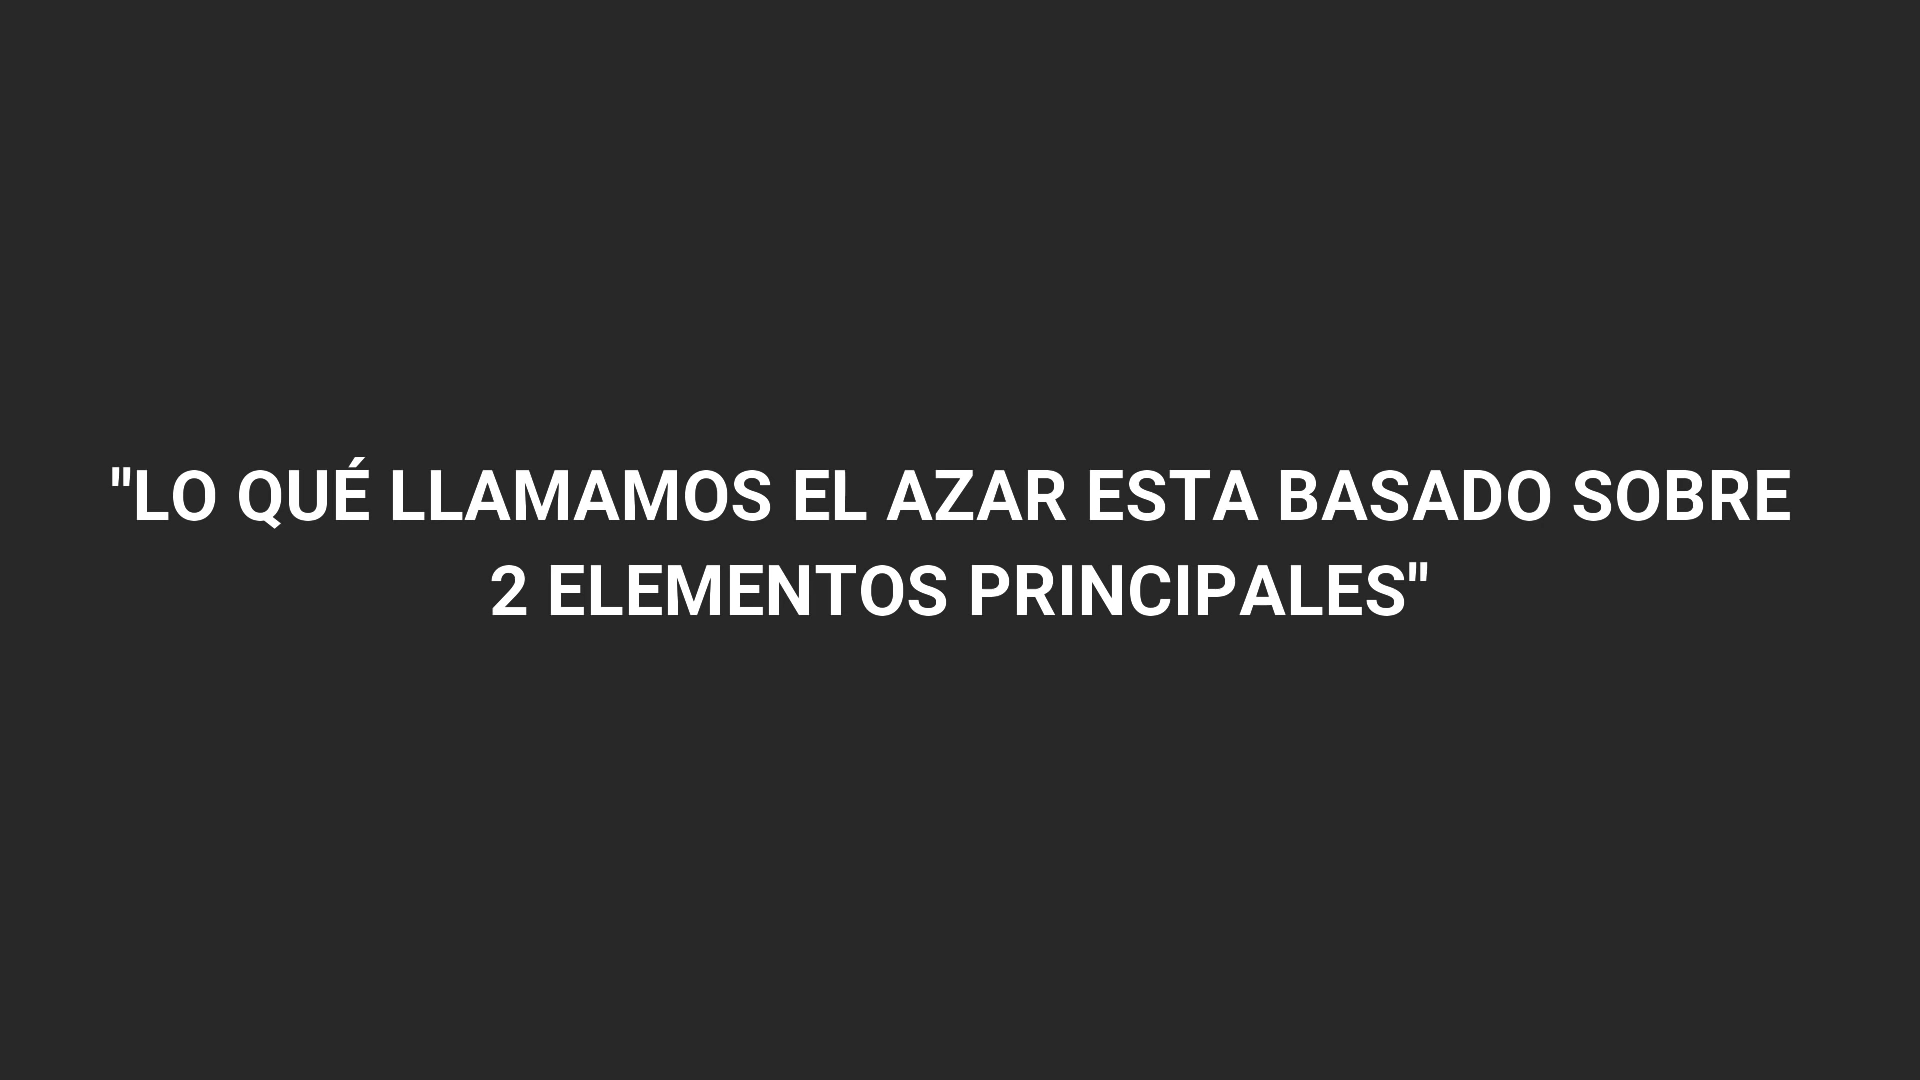 "LO QUÉ LLAMAMOS EL AZAR ESTA BASADO SOBRE
2 ELEMENTOS PRINCIPALES"